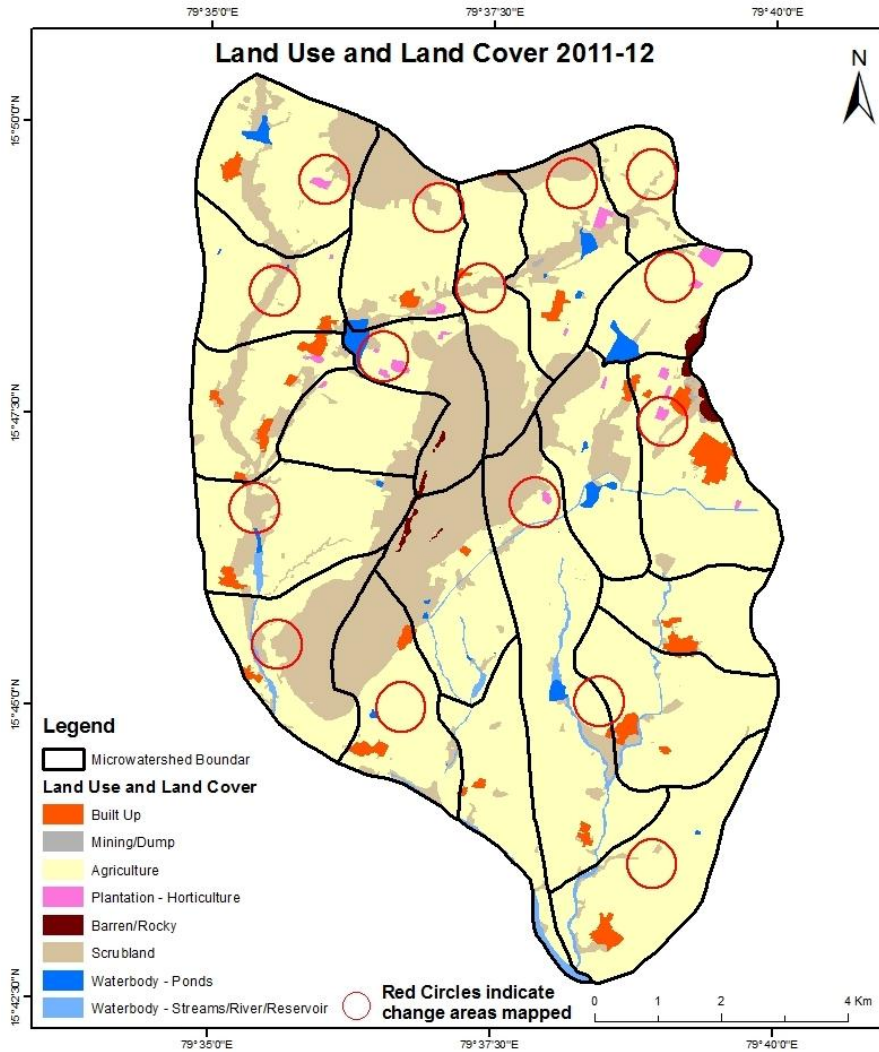 79°35'0"E 79°37'30"E 79°40'0"E
Land Use and Land Cover 2011-12
N
15°50'0"N
15°47'30"N
15°45'0"N
15°42'30"N
Legend
Microwatershed Boundar
Land Use and Land Cover
Built Up
Mining/Dump
Agriculture
Plantation - Horticulture
Barren/Rocky
Scrubland
Waterbody - Ponds
Waterbody - Streams/River/Reservoir
Red Circles indicate
change areas mapped
0 1 2 4 Km
79°35'0"E 79°37'30"E 79°40'0"E